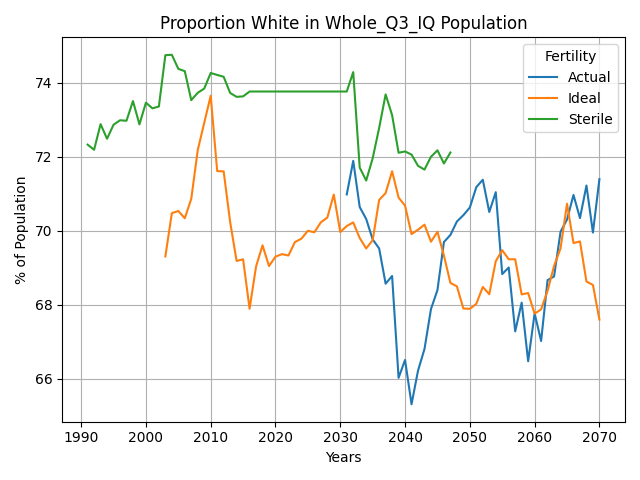 Proportion White in Whole_Q3_IQ Population
Fertility
Actual
Ideal
Sterile
% of Population
74
72
70
68
66
1990
2000
2010
2020
2030
2040
2050
2060
2070
Years